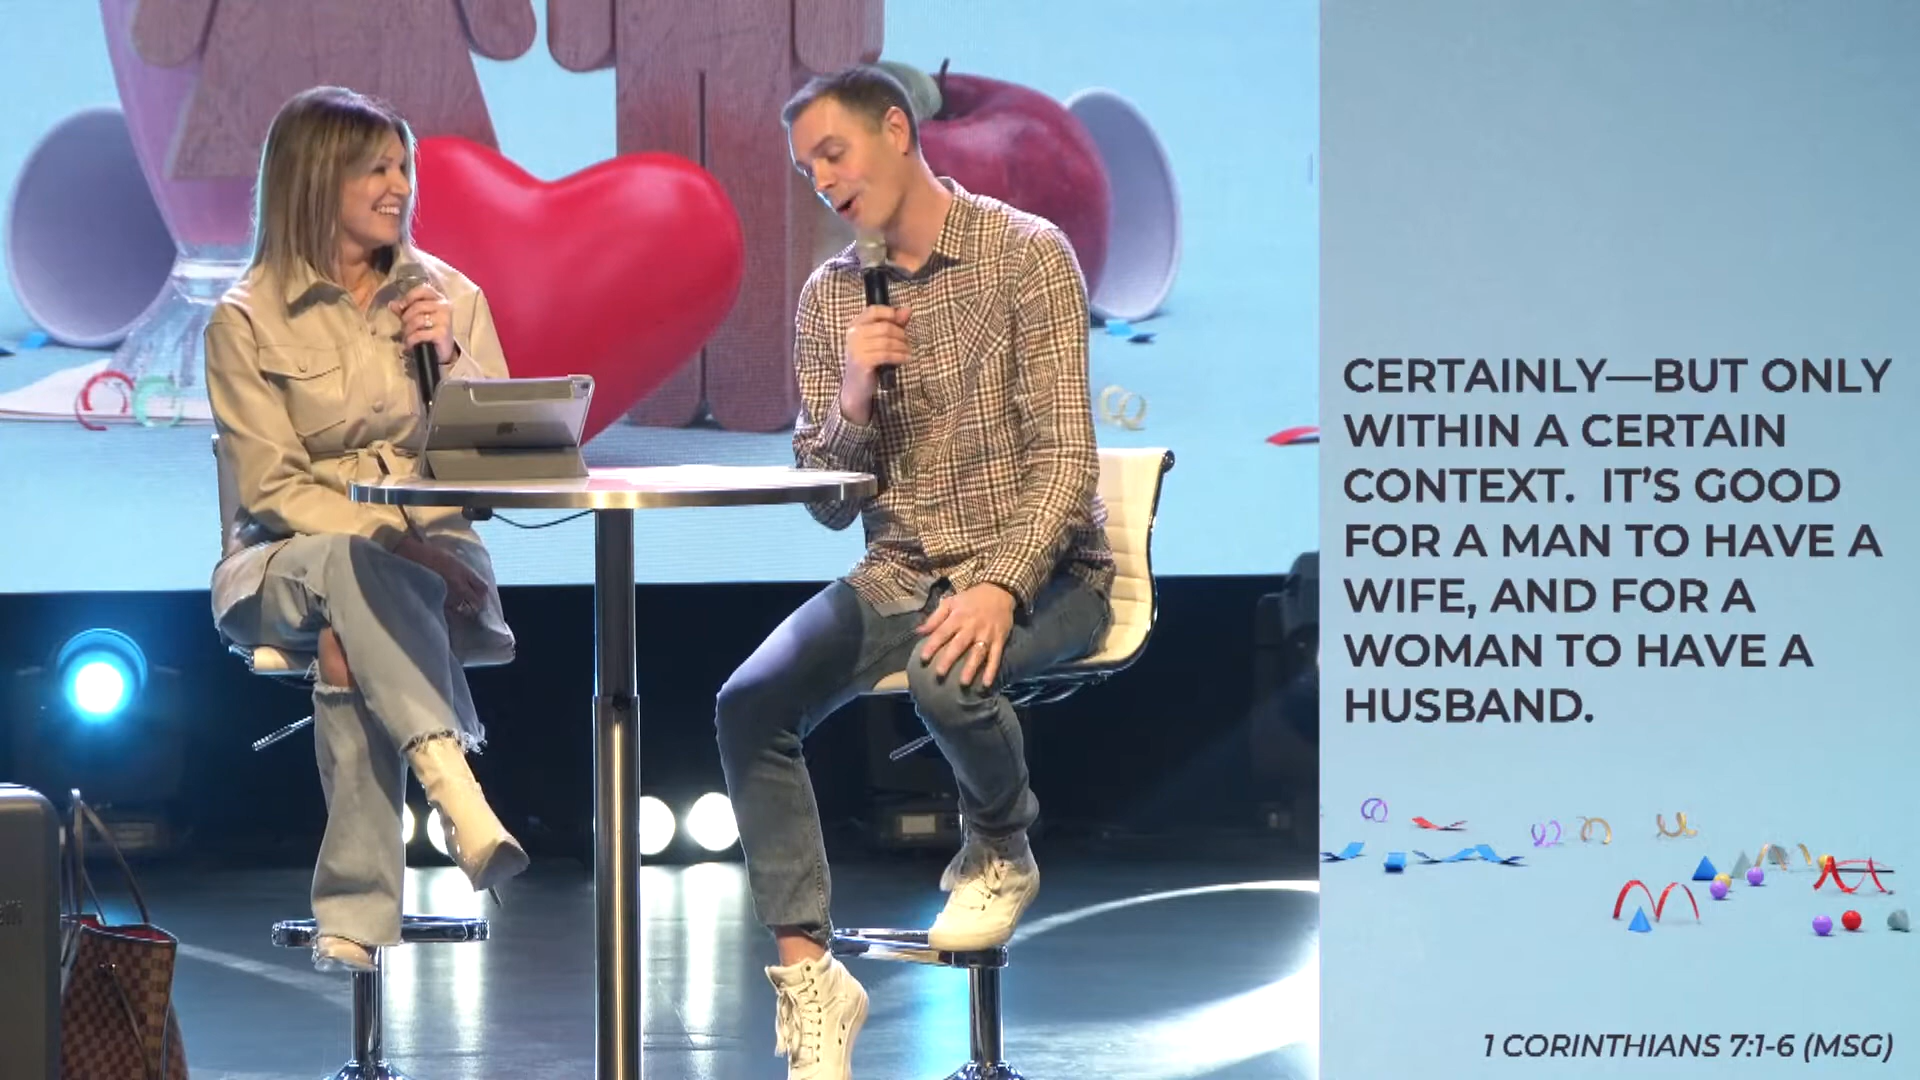 CERTAINLY—BUT ONLY
WITHIN A CERTAIN
CONTEXT. IT'S GOOD
FOR A MAN TO HAVE A
WIFE, AND FOR A
WOMAN TO HAVE A
HUSBAND.
1 CORINTHIANS 7:1-6 (MSG)